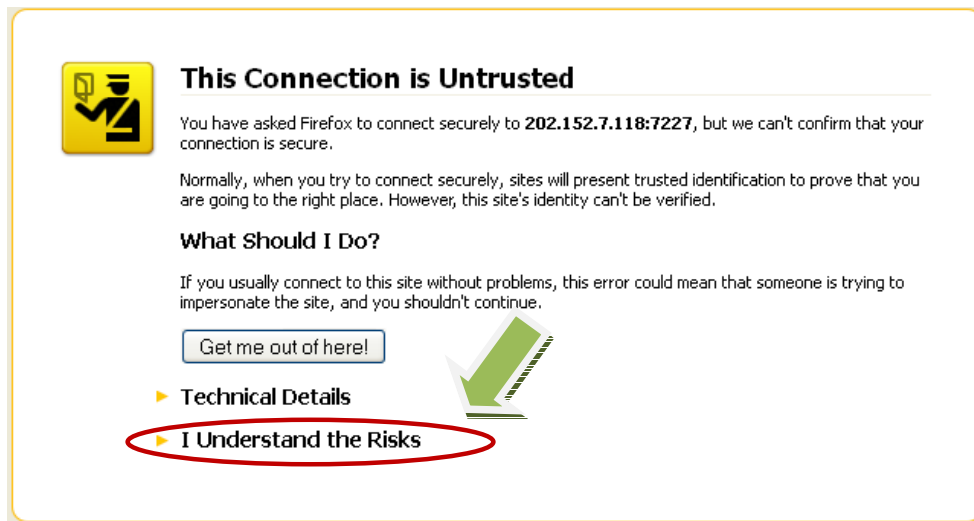 This Connection is Untrusted
You have asked Firefox to connect securely to 202.152.7.118:7227, but we can't confirm that your
connection is secure.
Normally, when you try to connect securely, sites will present trusted identification to prove that you
are going to the right place. However, this site's identity can't be verified.
What Should I Do?
If you usually connect to this site without problems, this error could mean that someone is trying to
impersonate the site, and you shouldn't continue.
Get me out of here!
Technical Details
I Understand the Risks